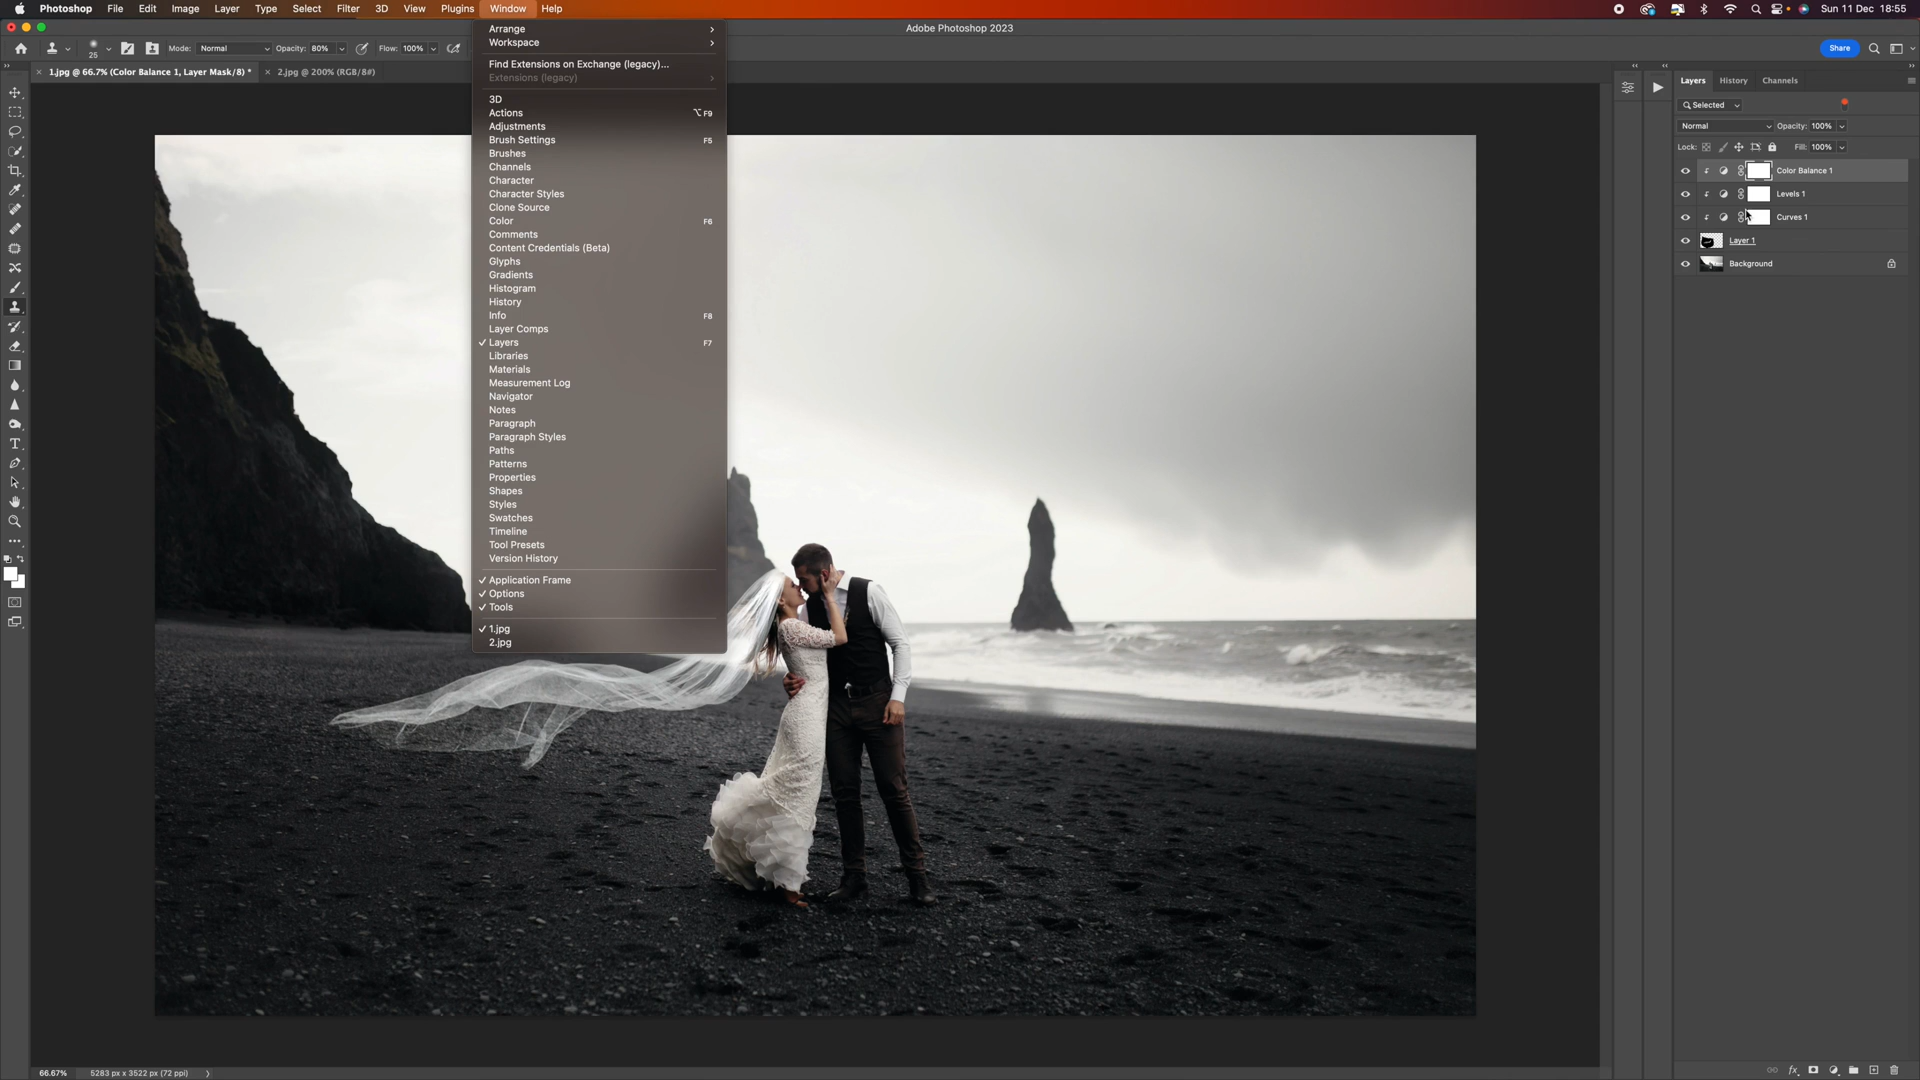 Photoshop File Edit Image Layer Type Select Filter 3D View Plugins Window Help Sun 11 Dec 18:55
Adobe Photoshop 2023
25 Mode: Normal Opacity: 80% Flow: 100% Share
1.jpg @ 66.7% (Color Balance 1, Layer Mask/8) * 2.jpg @ 200% (RGB/8#)
Arrange
Workspace
Find Extensions on Exchange (legacy)...
Extensions (legacy)
3D
Actions ⌥F9
Adjustments
Brush Settings F5
Brushes
Channels
Character
Character Styles
Clone Source
Color F6
Comments
Content Credentials (Beta)
Glyphs
Gradients
Histogram
History
Info F8
Layer Comps
Layers F7
Libraries
Materials
Measurement Log
Navigator
Notes
Paragraph
Paragraph Styles
Paths
Patterns
Properties
Shapes
Styles
Swatches
Timeline
Tool Presets
Version History
Application Frame
Options
Tools
1.jpg
2.jpg
Layers History Channels
Selected
Normal Opacity: 100%
Lock: Fill: 100%
Color Balance 1
Levels 1
Curves 1
Layer 1
Background
66.67% 5283 px x 3522 px (72 ppi)